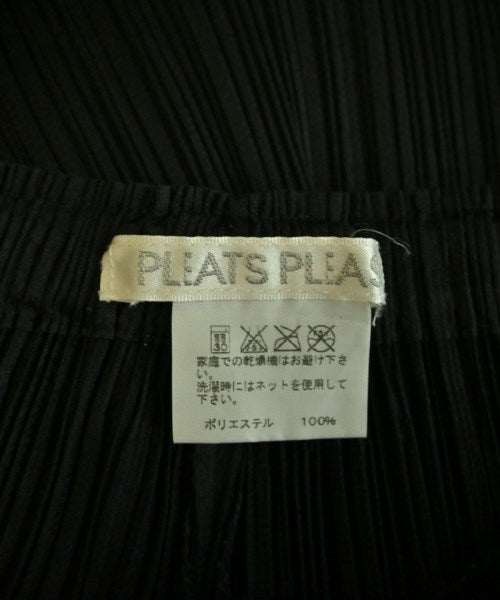 PLEATS PLEAS
30
家庭での乾燥機はお避け下さ
い。
洗濯時にはネットを使用して
下さい。
ポリエステル 100%